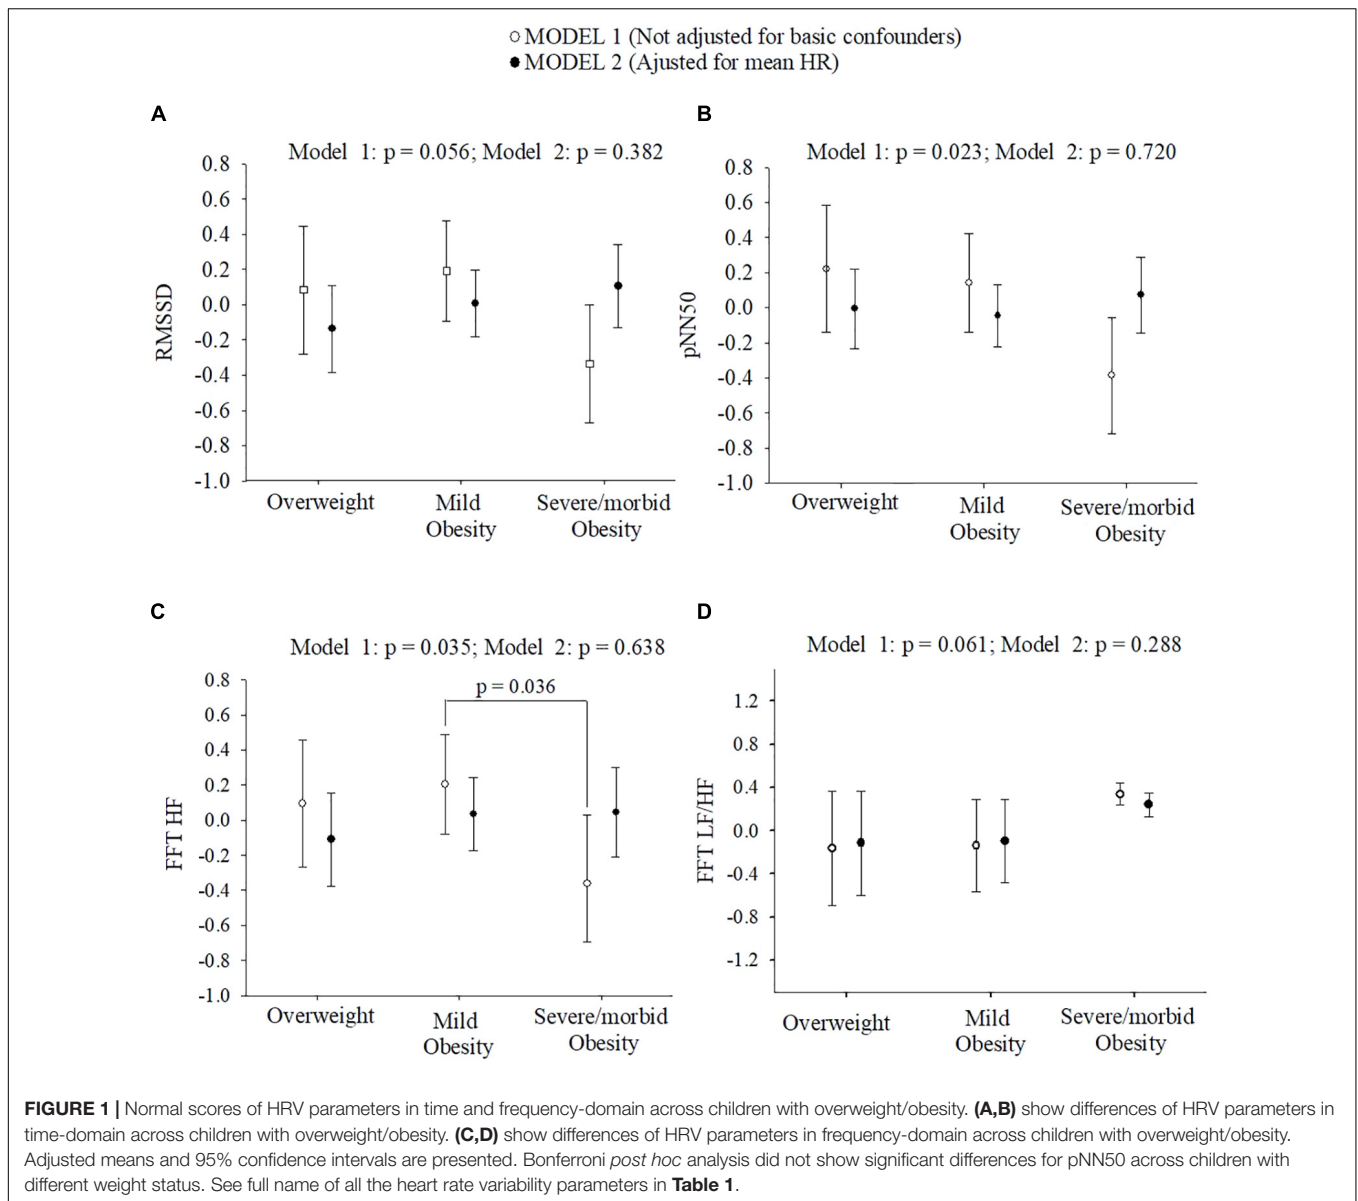 MODEL 1 (Not adjusted for basic confounders)
MODEL 2 (Ajusted for mean HR)
A
Model 1: p = 0.056; Model 2: p = 0.382
0.8
0.6
0.4
0.2
0.0
-0.2
-0.4
-0.6
-0.8
-1.0
RMSSD
Overweight
Mild
Obesity
Severe/morbid
Obesity
B
Model 1: p = 0.023; Model 2: p = 0.720
0.8
0.6
0.4
0.2
0.0
-0.2
-0.4
-0.6
-0.8
-1.0
pNN50
Overweight
Mild
Obesity
Severe/morbid
Obesity
C
Model 1: p = 0.035; Model 2: p = 0.638
p = 0.036
0.8
0.6
0.4
0.2
0.0
-0.2
-0.4
-0.6
-0.8
-1.0
FFT HF
Overweight
Mild
Obesity
Severe/morbid
Obesity
D
Model 1: p = 0.061; Model 2: p = 0.288
1.2
0.8
0.4
0.0
-0.4
-0.8
-1.2
FFT LF/HF
Overweight
Mild
Obesity
Severe/morbid
Obesity
FIGURE 1 | Normal scores of HRV parameters in time and frequency-domain across children with overweight/obesity. (A,B) show differences of HRV parameters in
time-domain across children with overweight/obesity. (C,D) show differences of HRV parameters in frequency-domain across children with overweight/obesity.
Adjusted means and 95% confidence intervals are presented. Bonferroni post hoc analysis did not show significant differences for pNN50 across children with
different weight status. See full name of all the heart rate variability parameters in Table 1.